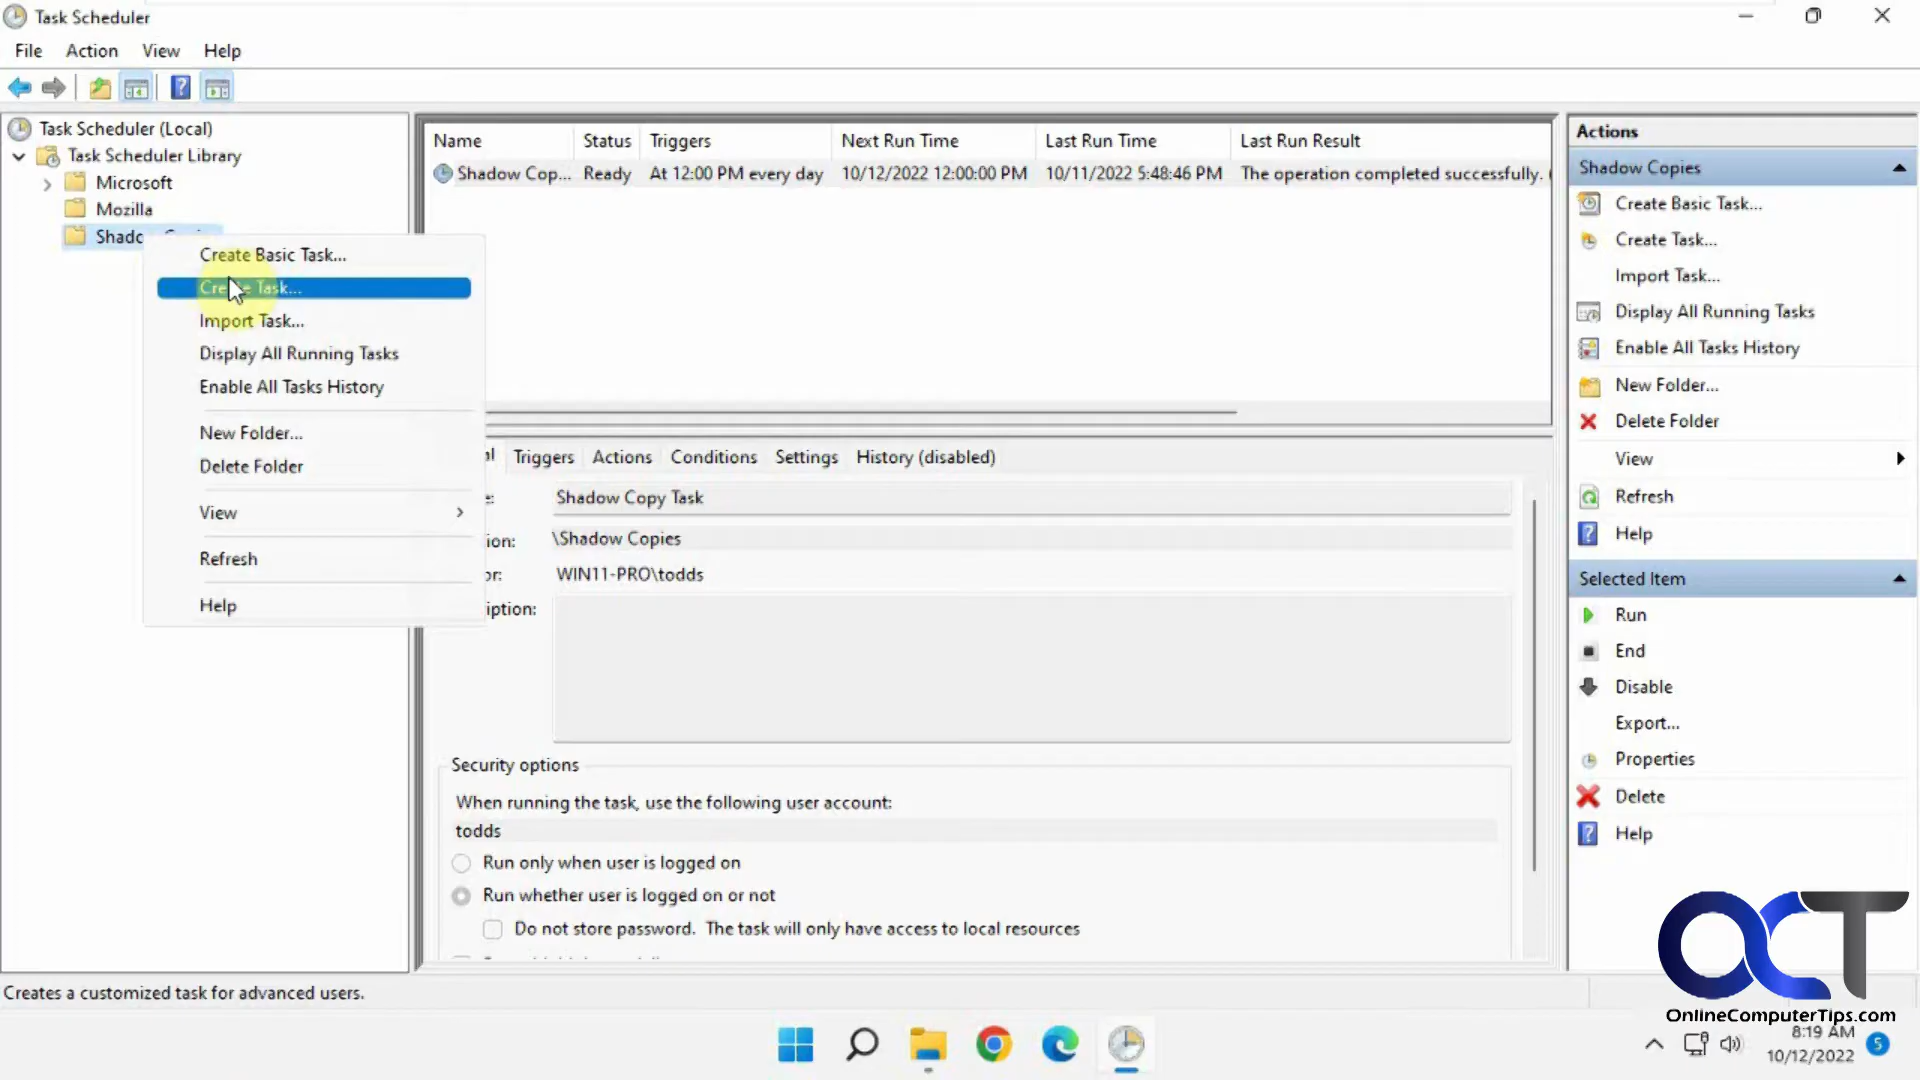 Task Scheduler
File Action View Help
Task Scheduler (Local)
Task Scheduler Library
Microsoft
Mozilla
Create Basic Task...
Create Task...
Import Task...
Display All Running Tasks
Enable All Tasks History
New Folder...
Delete Folder
View
Refresh
Help
Name Status Triggers Next Run Time Last Run Time Last Run Result
Shadow Cop... Ready At 12:00 PM every day 10/12/2022 12:00:00 PM 10/11/2022 5:48:46 PM The operation completed successfully. (
Triggers Actions Conditions Settings History (disabled)
Shadow Copy Task
\Shadow Copies
WIN11-PRO\todds
Security options
When running the task, use the following user account:
todds
Run only when user is logged on
Run whether user is logged on or not
Do not store password. The task will only have access to local resources
Actions
Shadow Copies
Create Basic Task...
Create Task...
Import Task...
Display All Running Tasks
Enable All Tasks History
New Folder...
Delete Folder
View
Refresh
Help
Selected Item
Run
End
Disable
Export...
Properties
Delete
Help
OCT
OnlineComputerTips.com
Creates a customized task for advanced users.
8:19 AM
10/12/2022
5